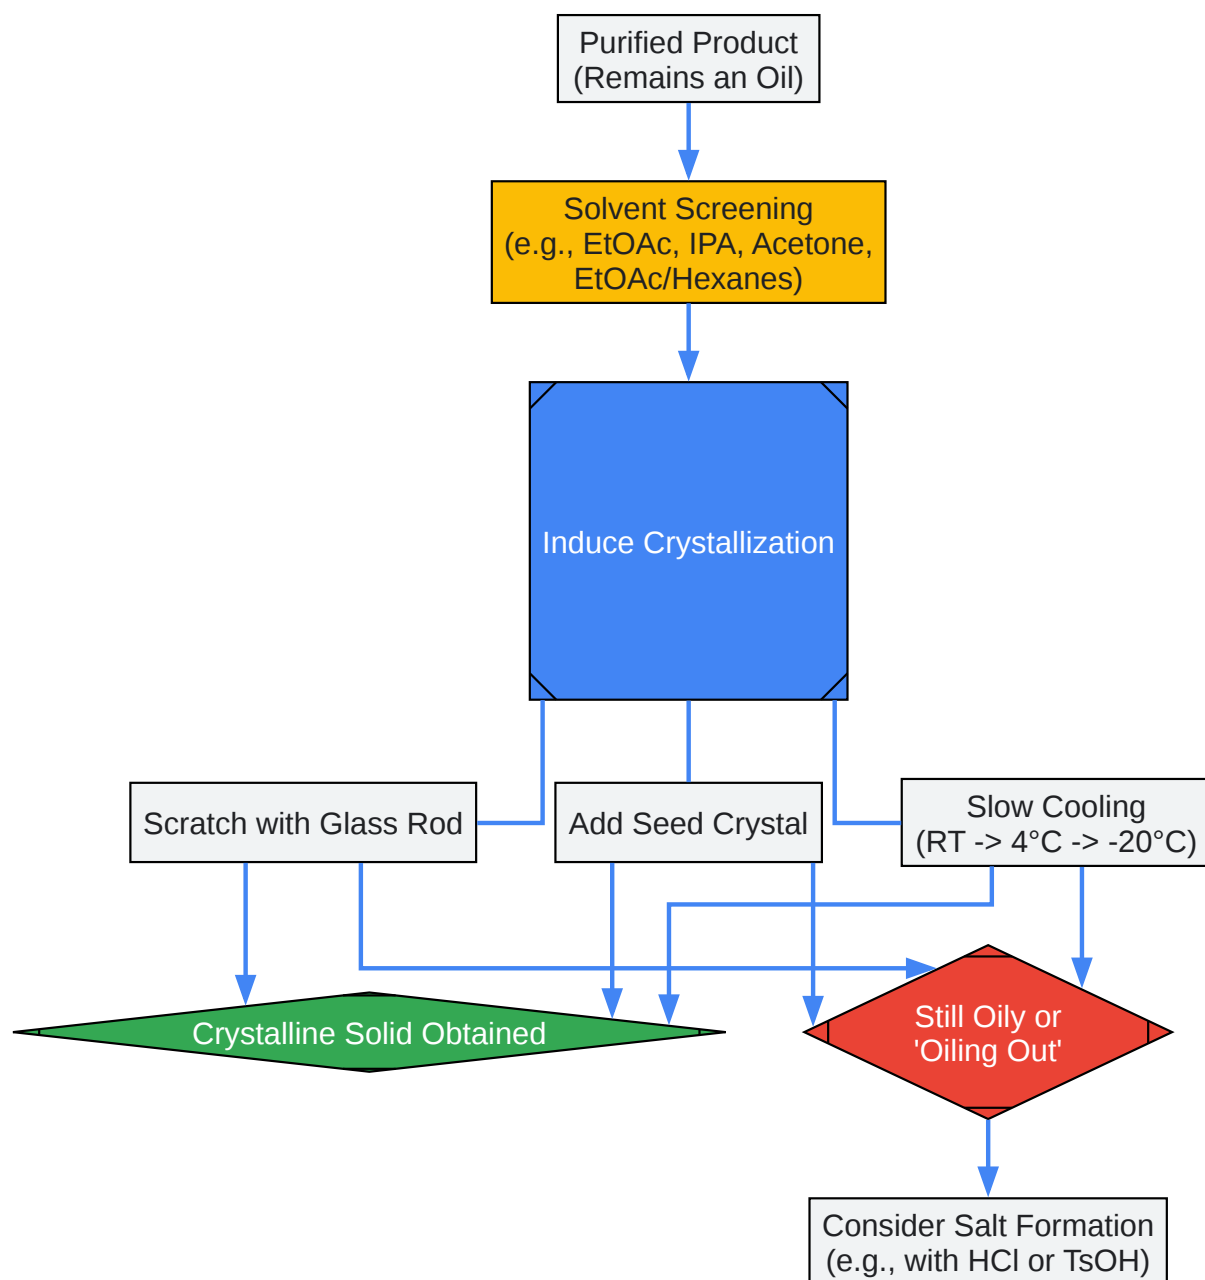 Purified Product
(Remains an Oil)
Solvent Screening
(e.g., EtOAc, IPA, Acetone,
EtOAc/Hexanes)
Induce Crystallization
Scratch with Glass Rod
Add Seed Crystal
Slow Cooling
(RT -> 4°C -> -20°C)
Crystalline Solid Obtained
Still Oily or
'Oiling Out'
Consider Salt Formation
(e.g., with HCl or TsOH)